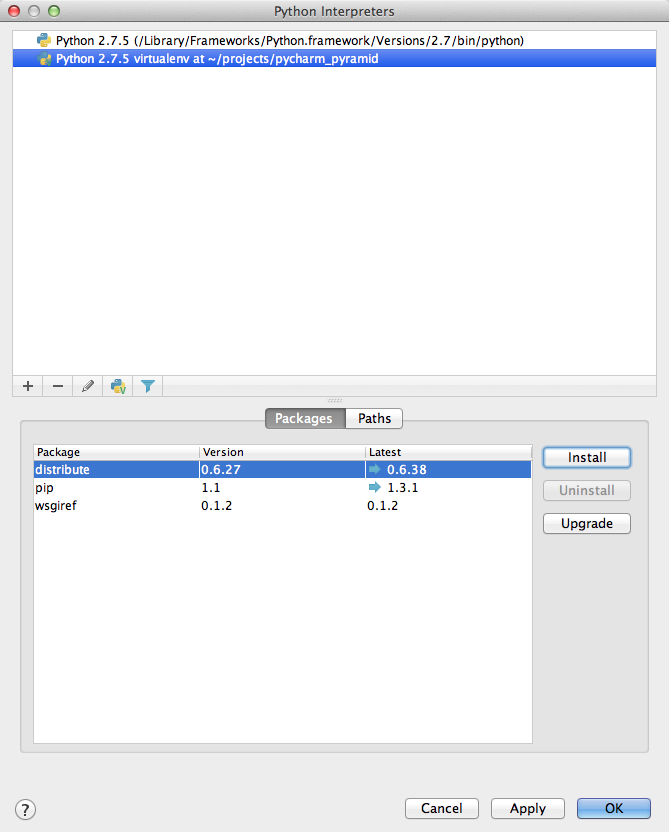 Python Interpreters
Python 2.7.5 (/Library/Frameworks/Python.framework/Versions/2.7/bin/python)
Python 2.7.5 virtualenv at ~/projects/pycharm_pyramid
Packages Paths
Package Version Latest
distribute 0.6.27 0.6.38
pip 1.1 1.3.1
wsgiref 0.1.2 0.1.2
Install
Uninstall
Upgrade
? Cancel Apply OK